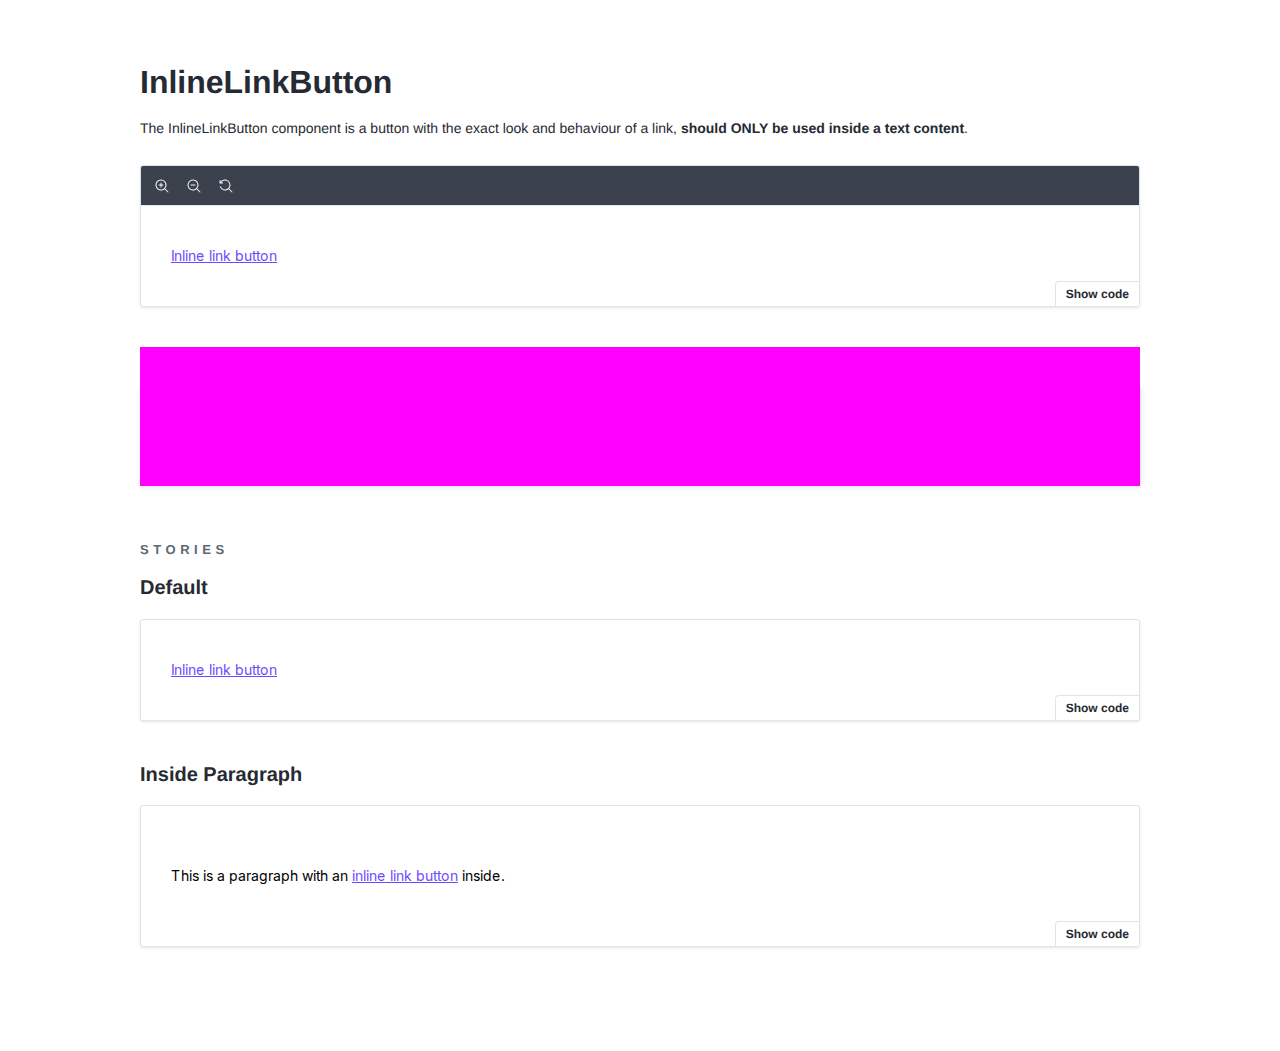 InlineLinkButton
The InlineLinkButton component is a button with the exact look and behaviour of a link, should ONLY be used inside a text content.
Inline link button
Show code
STORIES
Default
Inline link button
Show code
Inside Paragraph
This is a paragraph with an inline link button inside.
Show code